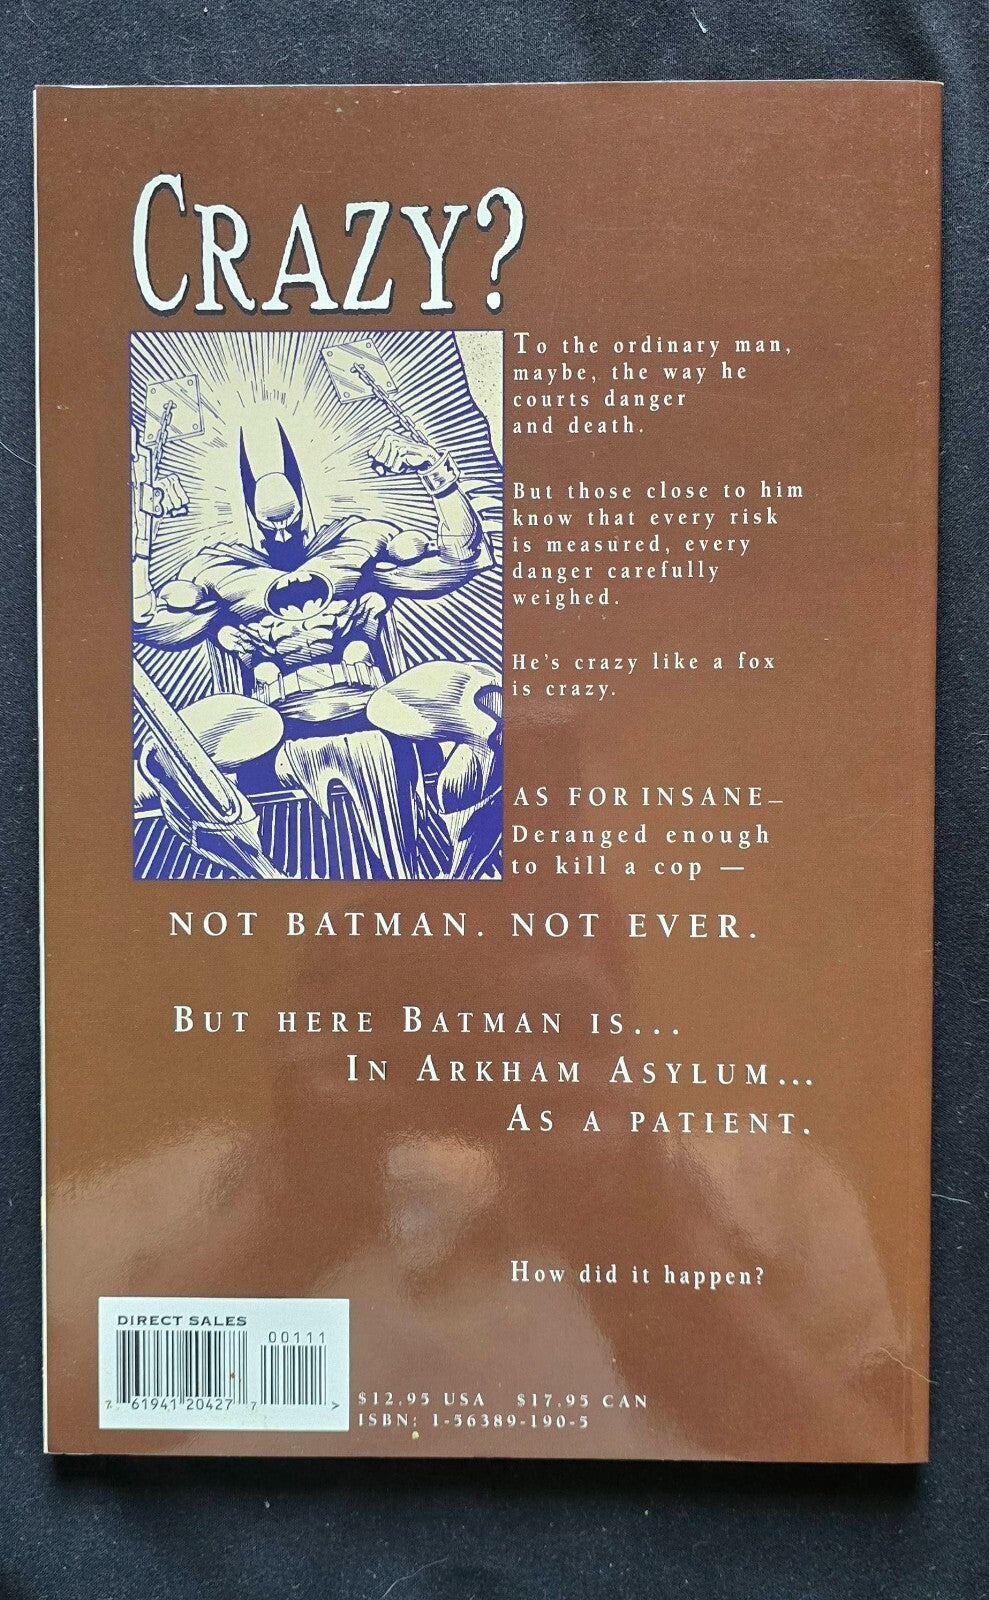 CRAZY?
To the ordinary man,
maybe, the way he
courts danger
and death.
But those close to him
know that every risk
is measured, every
danger carefully
weighed.
He's crazy like a fox
is crazy.
AS FOR INSANE—
Deranged enough
to kill a cop —
NOT BATMAN. NOT EVER.
BUT HERE BATMAN IS...
IN ARKHAM ASYLUM...
AS A PATIENT.
How did it happen?
DIRECT SALES
00111
7 61941 20427 7 >
$12.95 USA $17.95 CAN
ISBN: 1-56389-190-5